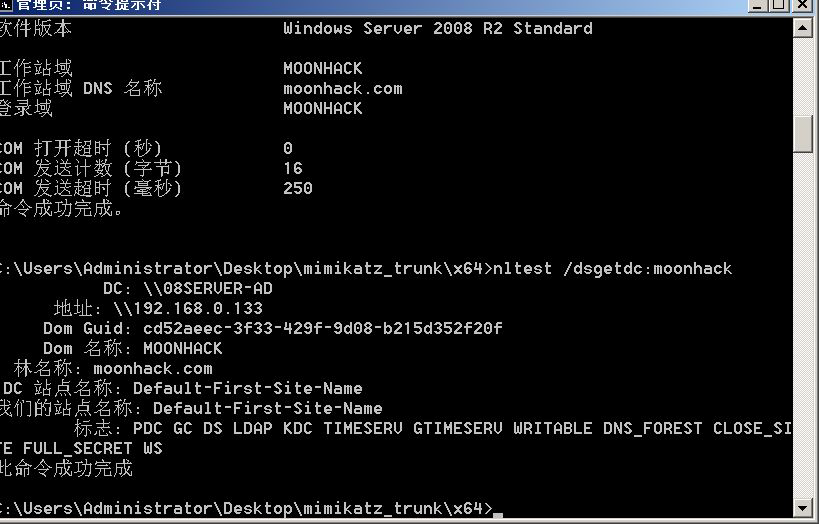 管理员: 命令提示符
软件版本 Windows Server 2008 R2 Standard
工作站域 MOONHACK
工作站域 DNS 名称 moonhack.com
登录域 MOONHACK
COM 打开超时 (秒) 0
COM 发送计数 (字节) 16
COM 发送超时 (毫秒) 250
命令成功完成。
C:\Users\Administrator\Desktop\mimikatz_trunk\x64>nltest /dsgetdc:moonhack
DC: \\08SERVER-AD
地址: \\192.168.0.133
Dom Guid: cd52aeec-3f33-429f-9d08-b215d352f20f
Dom 名称: MOONHACK
林名称: moonhack.com
DC 站点名称: Default-First-Site-Name
我们的站点名称: Default-First-Site-Name
标志: PDC GC DS LDAP KDC TIMESERV GTIMESERV WRITABLE DNS_FOREST CLOSE_SI
TE FULL_SECRET WS
此命令成功完成
C:\Users\Administrator\Desktop\mimikatz_trunk\x64>_